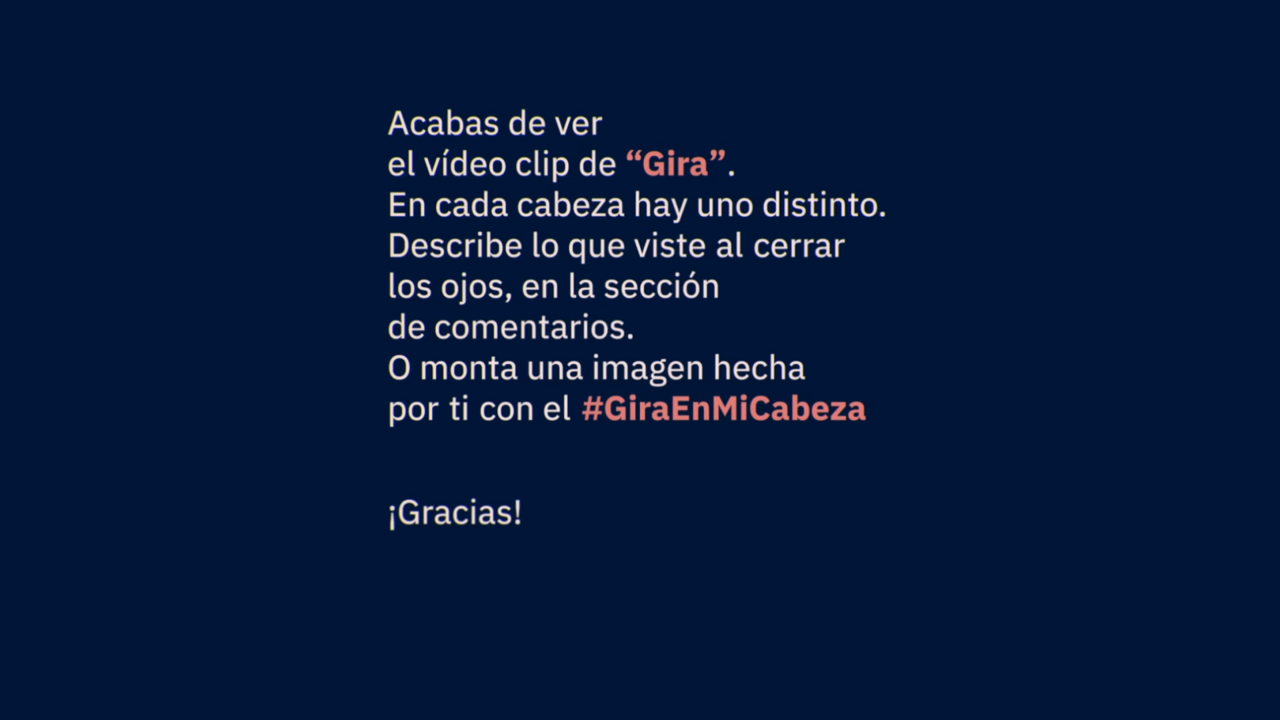 Acabas de ver
el vídeo clip de “Gira”.
En cada cabeza hay uno distinto.
Describe lo que viste al cerrar
los ojos, en la sección
de comentarios.
O monta una imagen hecha
por ti con el #GiraEnMiCabeza
¡Gracias!